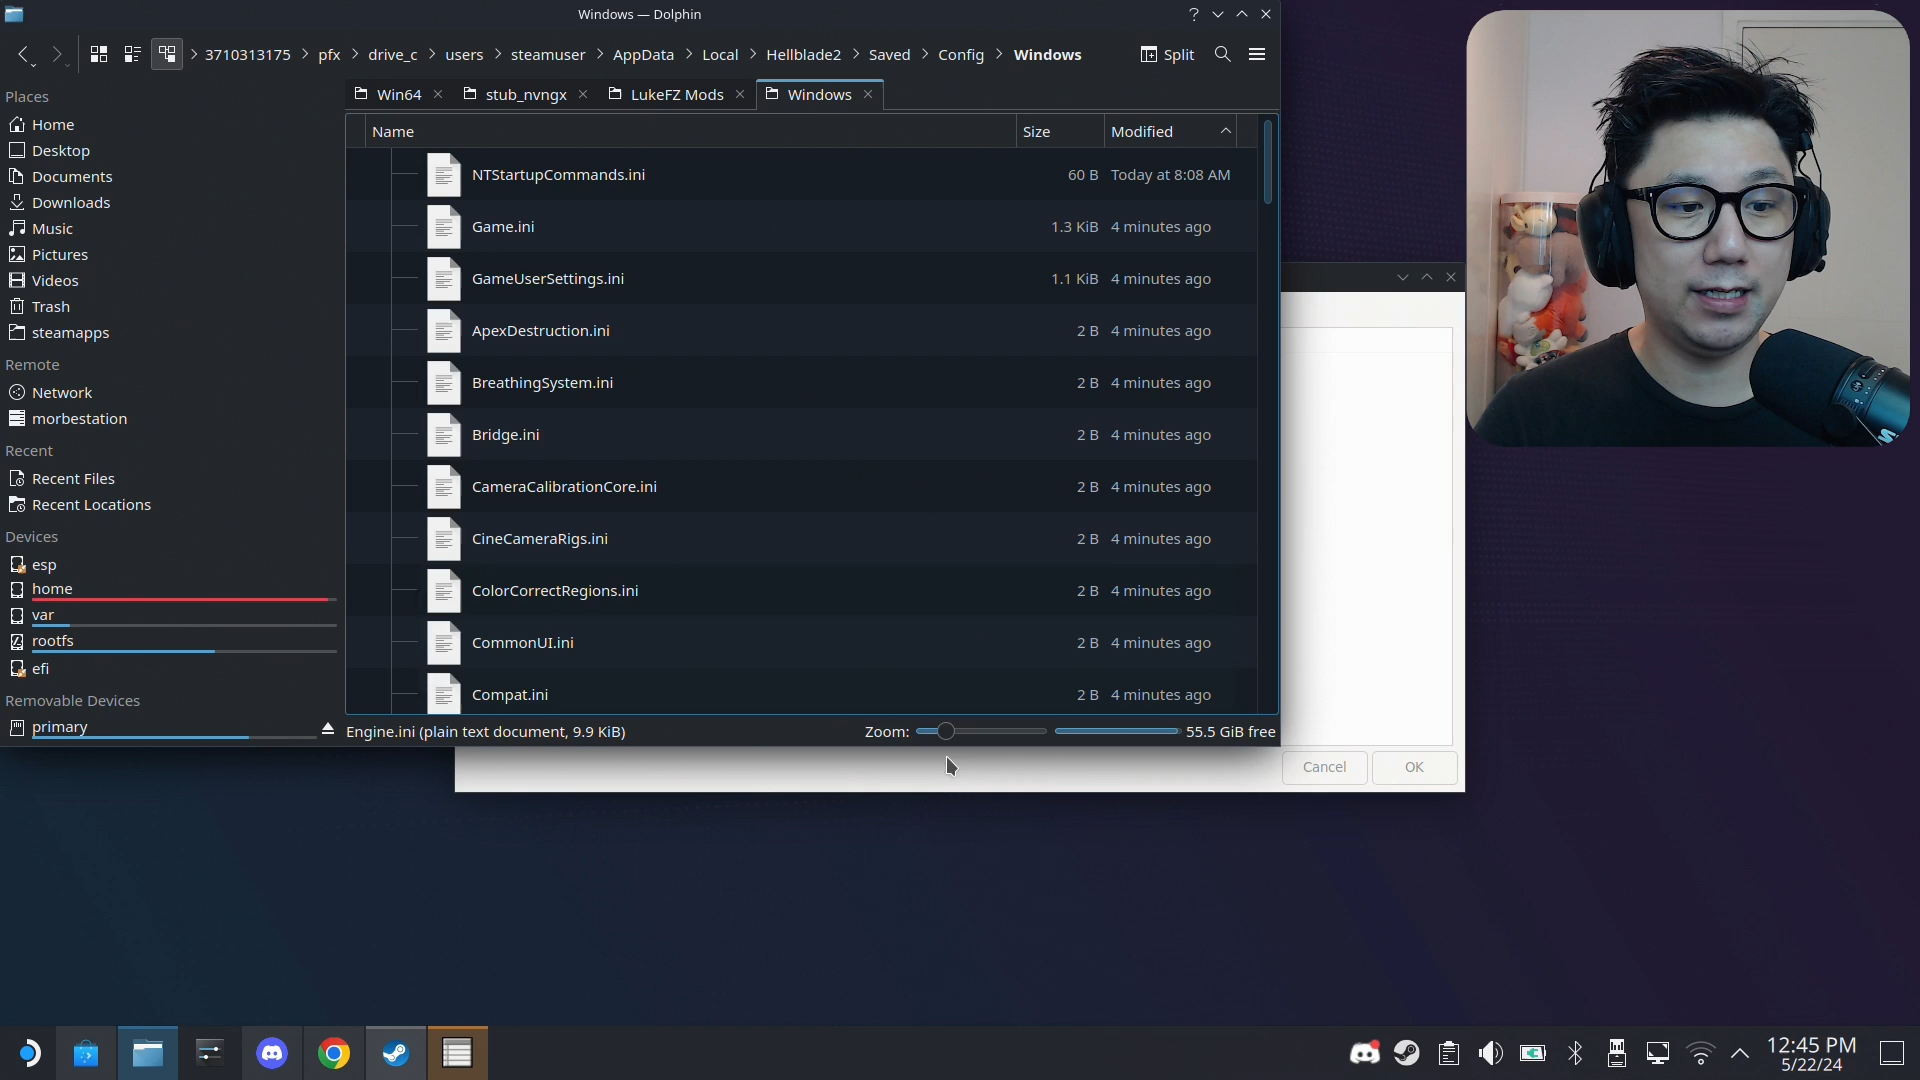 Windows — Dolphin
3710313175 > pfx > drive_c > users > steamuser > AppData > Local > Hellblade2 > Saved > Config > Windows
Split
Places
Home
Desktop
Documents
Downloads
Music
Pictures
Videos
Trash
steamapps
Remote
Network
morbestation
Recent
Recent Files
Recent Locations
Devices
esp
home
var
rootfs
efi
Removable Devices
primary
Win64
stub_nvngx
LukeFZ Mods
Windows
Name Size Modified
NTStartupCommands.ini 60 B Today at 8:08 AM
Game.ini 1.3 KiB 4 minutes ago
GameUserSettings.ini 1.1 KiB 4 minutes ago
ApexDestruction.ini 2 B 4 minutes ago
BreathingSystem.ini 2 B 4 minutes ago
Bridge.ini 2 B 4 minutes ago
CameraCalibrationCore.ini 2 B 4 minutes ago
CineCameraRigs.ini 2 B 4 minutes ago
ColorCorrectRegions.ini 2 B 4 minutes ago
CommonUI.ini 2 B 4 minutes ago
Compat.ini 2 B 4 minutes ago
Engine.ini (plain text document, 9.9 KiB)
Zoom:
55.5 GiB free
Cancel
OK
12:45 PM
5/22/24